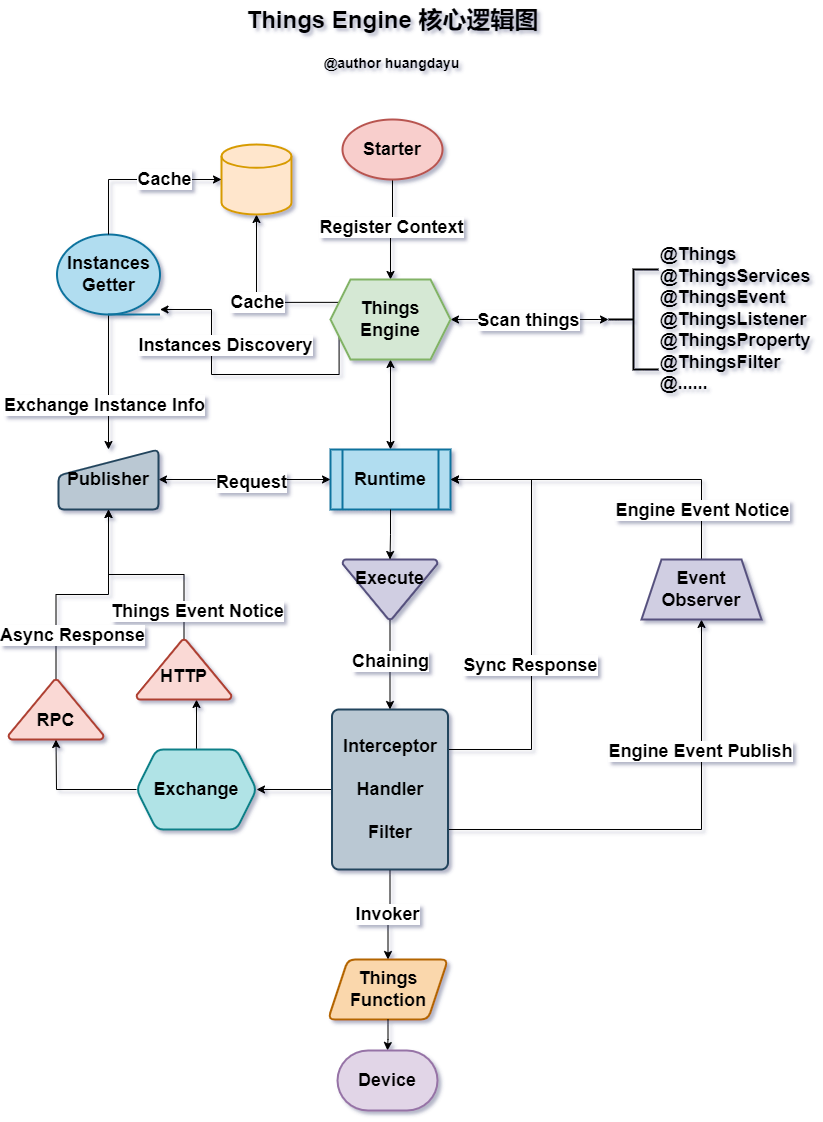 Things Engine 核心逻辑图
@author huangdayu
Starter
Cache
Register Context
Instances
Getter
@Things
@ThingsServices
@ThingsEvent
@ThingsListener
@ThingsProperty
@ThingsFilter
@......
Cache
Things
Engine
Scan things
Instances Discovery
Exchange Instance Info
Publisher
Request
Runtime
Engine Event Notice
Execute
Event
Observer
Things Event Notice
Async Response
Chaining
Sync Response
HTTP
RPC
Interceptor
Handler
Filter
Engine Event Publish
Exchange
Invoker
Things
Function
Device